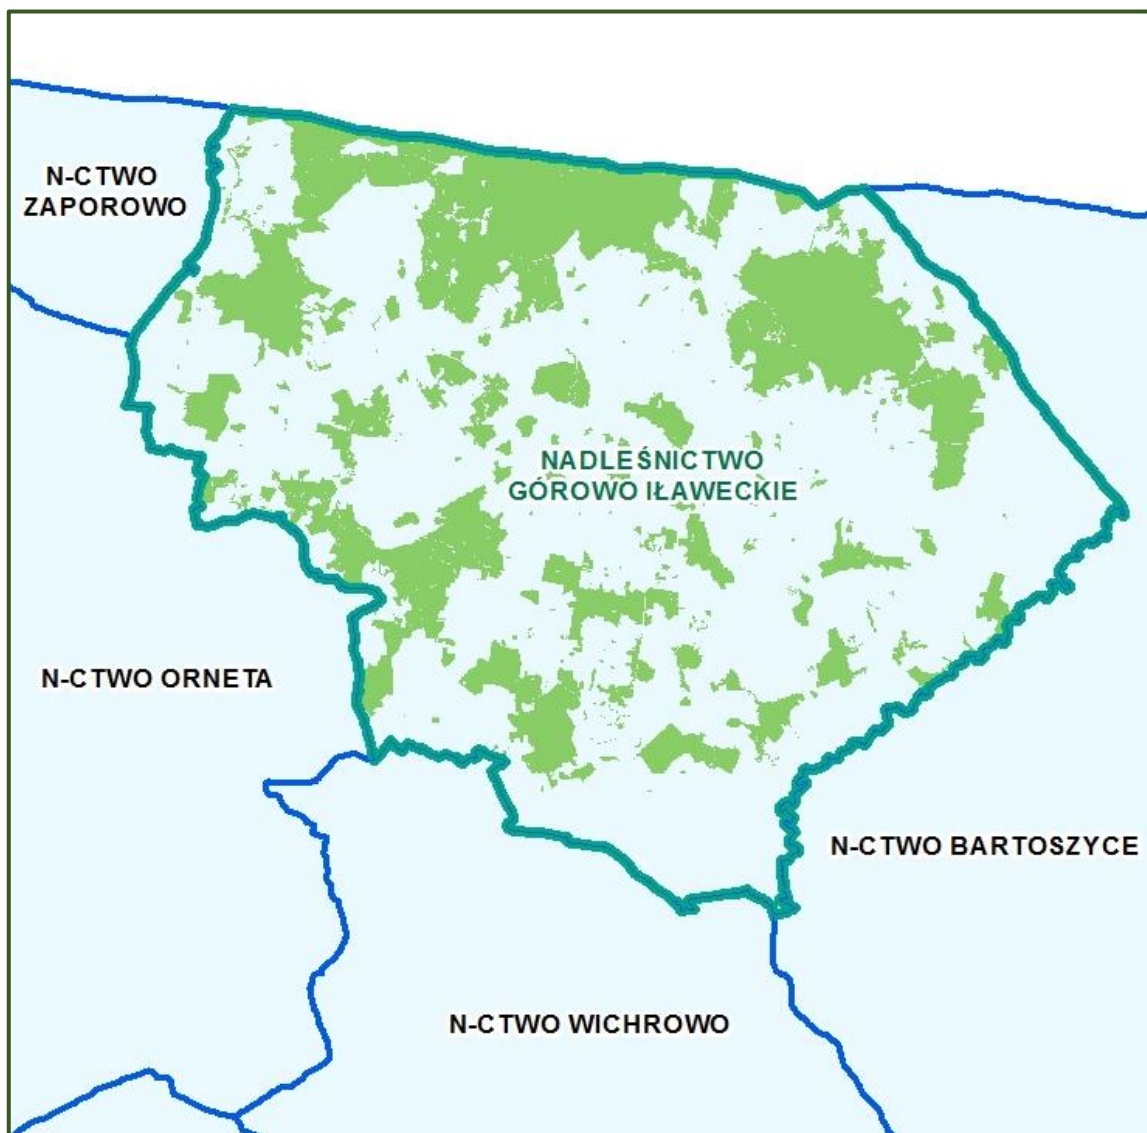 N-CTWO
ZAPOROWO
NADLEŚNICTWO
GÓROWO IŁAWECKIE
N-CTWO ORNETA
N-CTWO BARTOSZYCE
N-CTWO WICHROWO